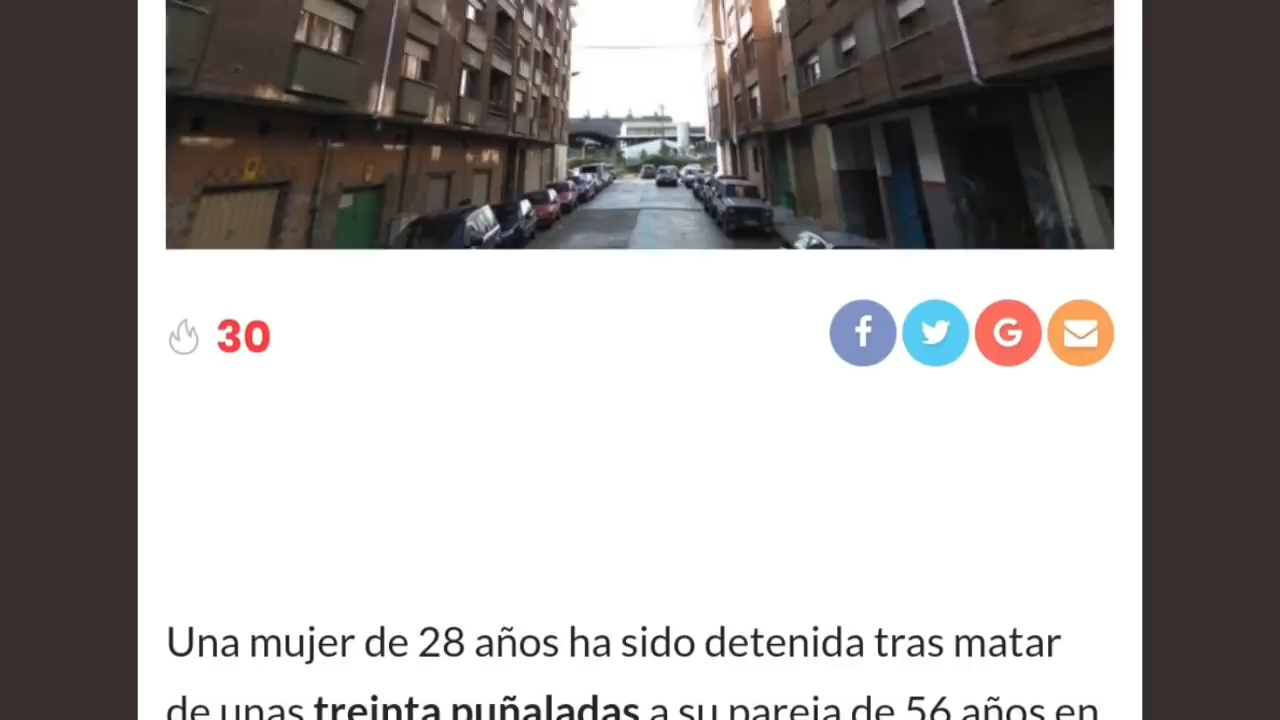 30
f G
Una mujer de 28 años ha sido detenida tras matar
de unas treinta puñaladas a su pareja de 56 años en